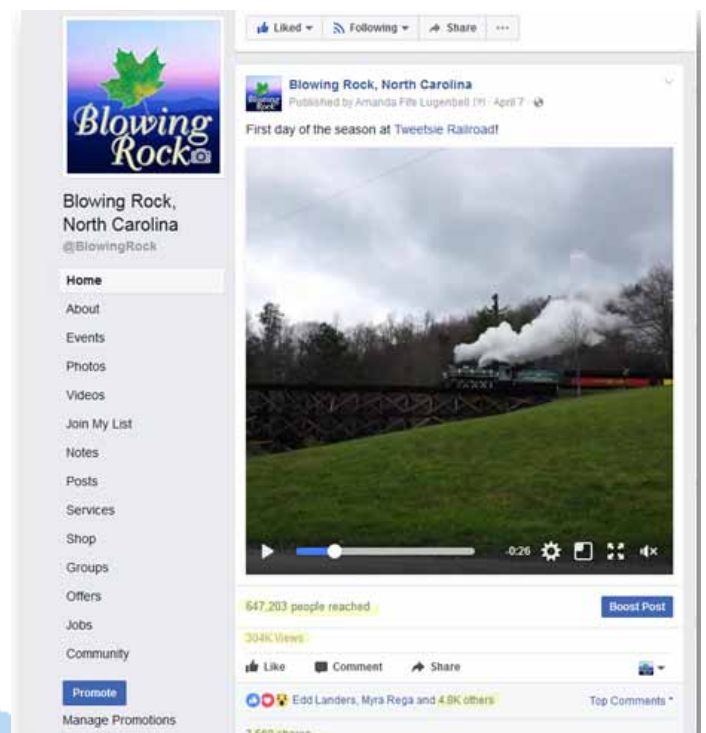 Liked
Following
Share
Blowing
Rock
Blowing Rock,
North Carolina
@BlowingRock
Home
About
Events
Photos
Videos
Join My List
Notes
Posts
Services
Shop
Groups
Offers
Jobs
Community
Promote
Manage Promotions
Blowing Rock, North Carolina
Published by Amanda Fife Lugenbell · April 7 ·
First day of the season at Tweetsie Railroad!
-0:26
647,203 people reached
Boost Post
304K Views
Like Comment Share
Edd Landers, Myra Rega and 4.8K others
Top Comments
shares